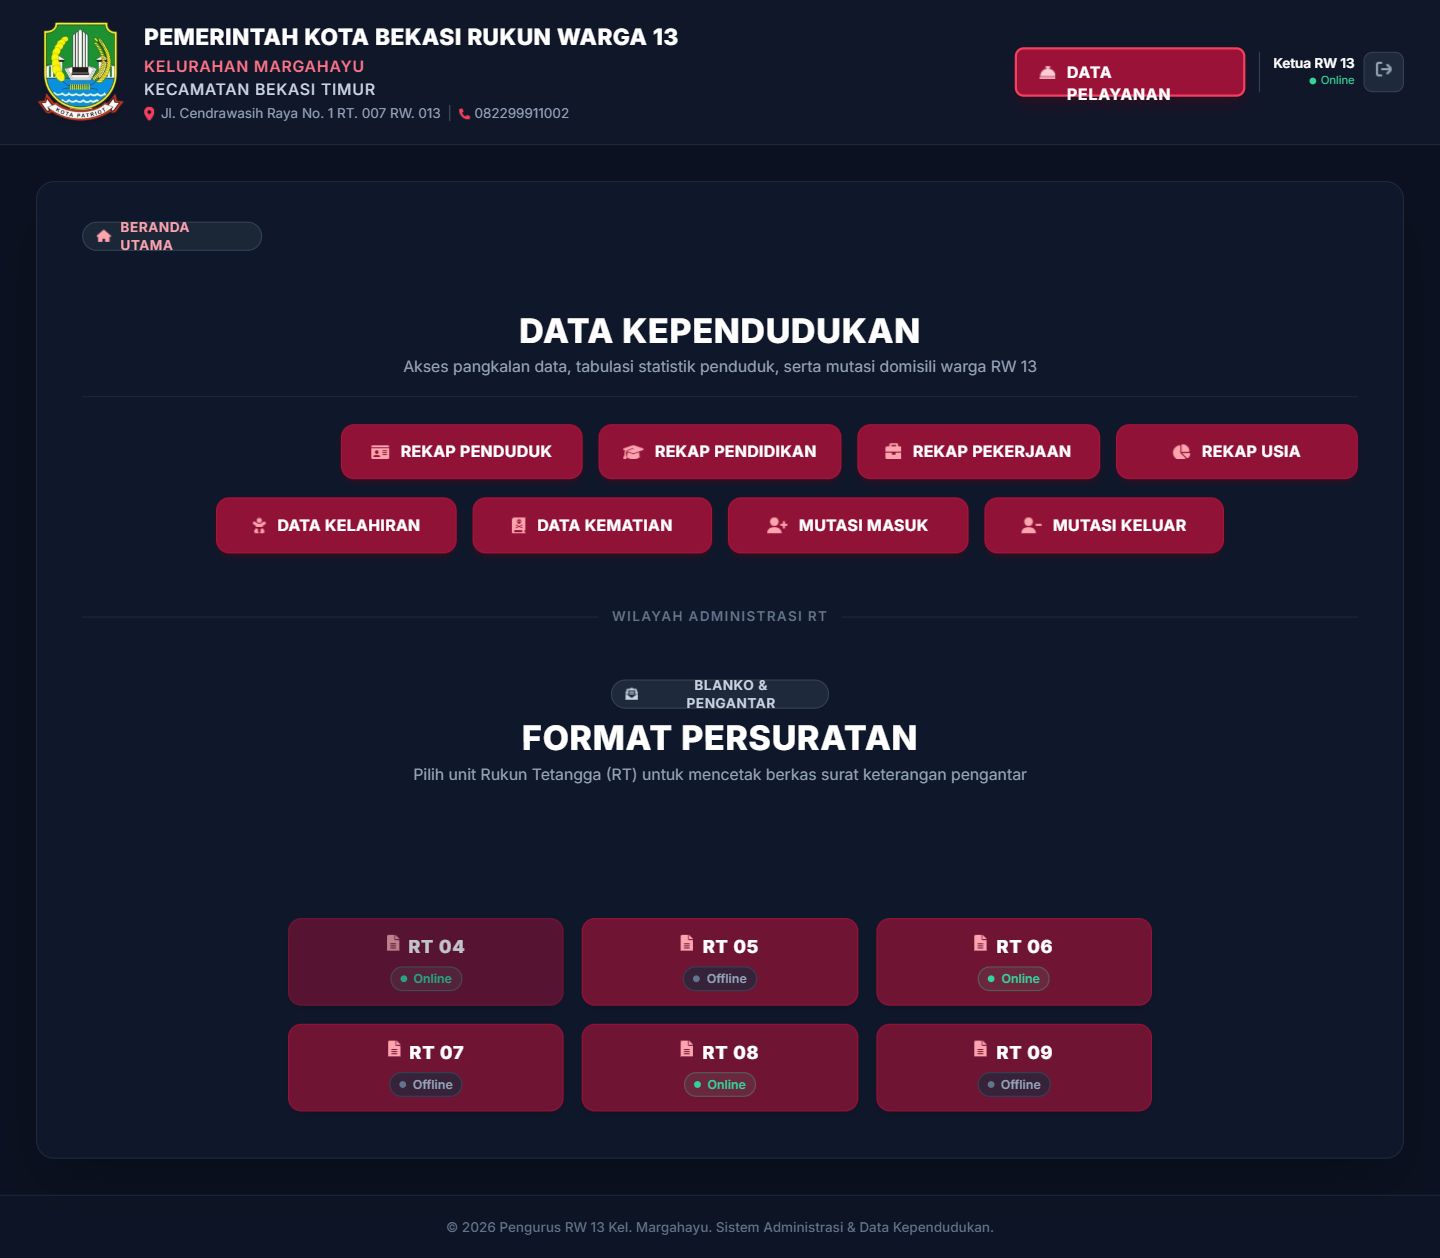 PEMERINTAH KOTA BEKASI RUKUN WARGA 13
KELURAHAN MARGAHAYU
KECAMATAN BEKASI TIMUR
Jl. Cendrawasih Raya No. 1 RT. 007 RW. 013 | 082299911002
KOTA PATRIOT
DATA
PELAYANAN
Ketua RW 13
Online
BERANDA
UTAMA
DATA KEPENDUDUKAN
Akses pangkalan data, tabulasi statistik penduduk, serta mutasi domisili warga RW 13
REKAP PENDUDUK
REKAP PENDIDIKAN
REKAP PEKERJAAN
REKAP USIA
DATA KELAHIRAN
DATA KEMATIAN
MUTASI MASUK
MUTASI KELUAR
WILAYAH ADMINISTRASI RT
BLANKO &
PENGANTAR
FORMAT PERSURATAN
Pilih unit Rukun Tetangga (RT) untuk mencetak berkas surat keterangan pengantar
RT 04
Online
RT 05
Offline
RT 06
Online
RT 07
Offline
RT 08
Online
RT 09
Offline
© 2026 Pengurus RW 13 Kel. Margahayu. Sistem Administrasi & Data Kependudukan.